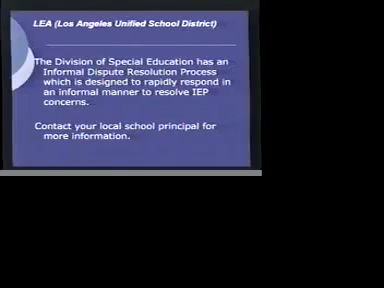 LEA (Los Angeles Unified School District)
The Division of Special Education has an
Informal Dispute Resolution Process
which is designed to rapidly respond in
an informal manner to resolve IEP
concerns.
Contact your local school principal for
more information.